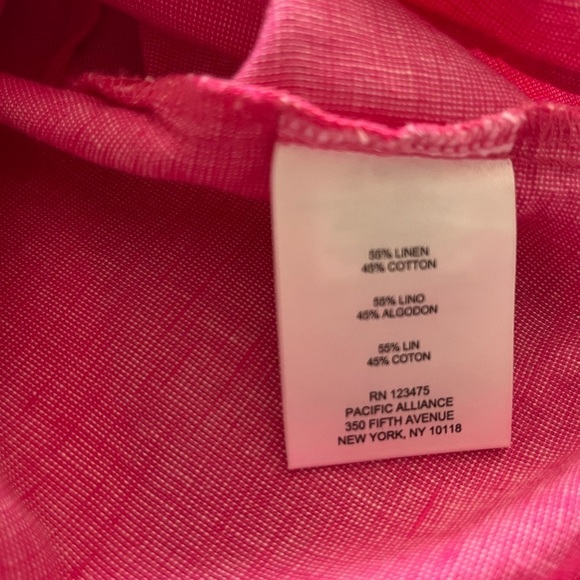 55% LINEN
45% COTTON
55% LINO
45% ALGODON
55% LIN
45% COTON
RN 123475
PACIFIC ALLIANCE
350 FIFTH AVENUE
NEW YORK, NY 10118